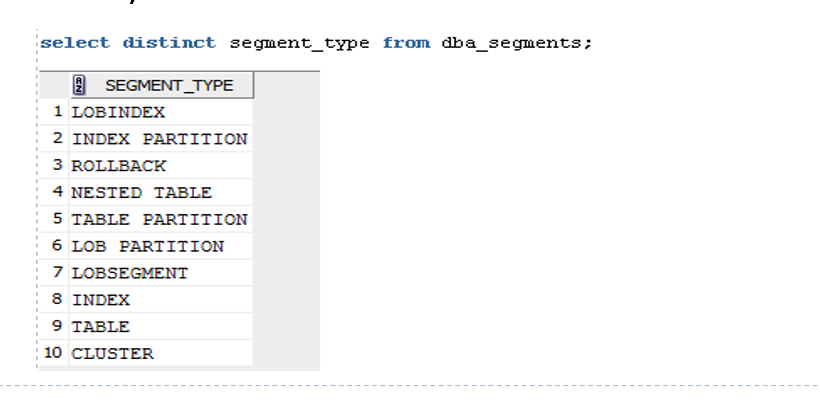 select distinct segment_type from dba_segments;
SEGMENT_TYPE
1 LOBINDEX
2 INDEX PARTITION
3 ROLLBACK
4 NESTED TABLE
5 TABLE PARTITION
6 LOB PARTITION
7 LOBSEGMENT
8 INDEX
9 TABLE
10 CLUSTER